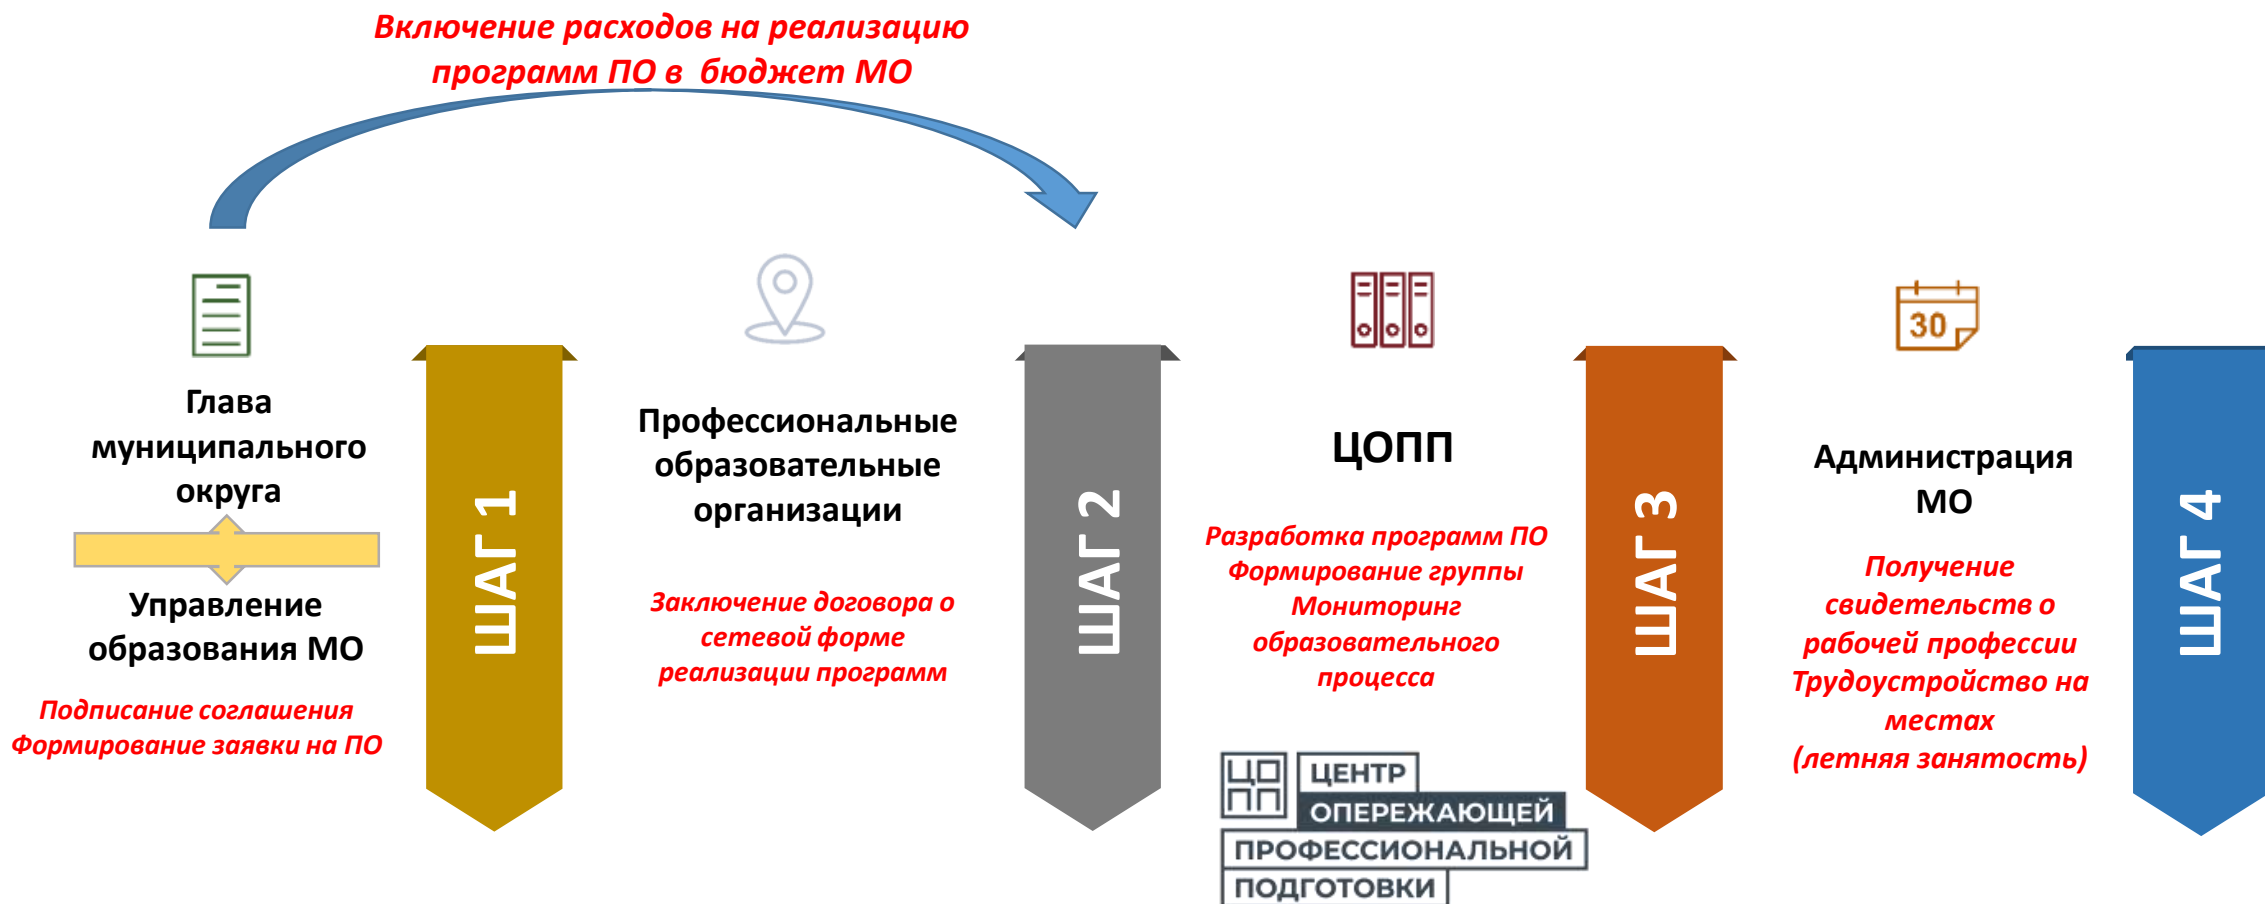 Включение расходов на реализацию
программ ПО в бюджет МО
Глава
муниципального
округа
Управление
образования МО
Подписание соглашения
Формирование заявки на ПО
ШАГ 1
Профессиональные
образовательные
организации
Заключение договора о
сетевой форме
реализации программ
ШАГ 2
ЦОПП
Разработка программ ПО
Формирование группы
Мониторинг
образовательного
процесса
ЦО
ПП
ЦЕНТР
ОПЕРЕЖАЮЩЕЙ
ПРОФЕССИОНАЛЬНОЙ
ПОДГОТОВКИ
ШАГ 3
30
Администрация
МО
Получение
свидетельств о
рабочей профессии
Трудоустройство на
местах
(летняя занятость)
ШАГ 4